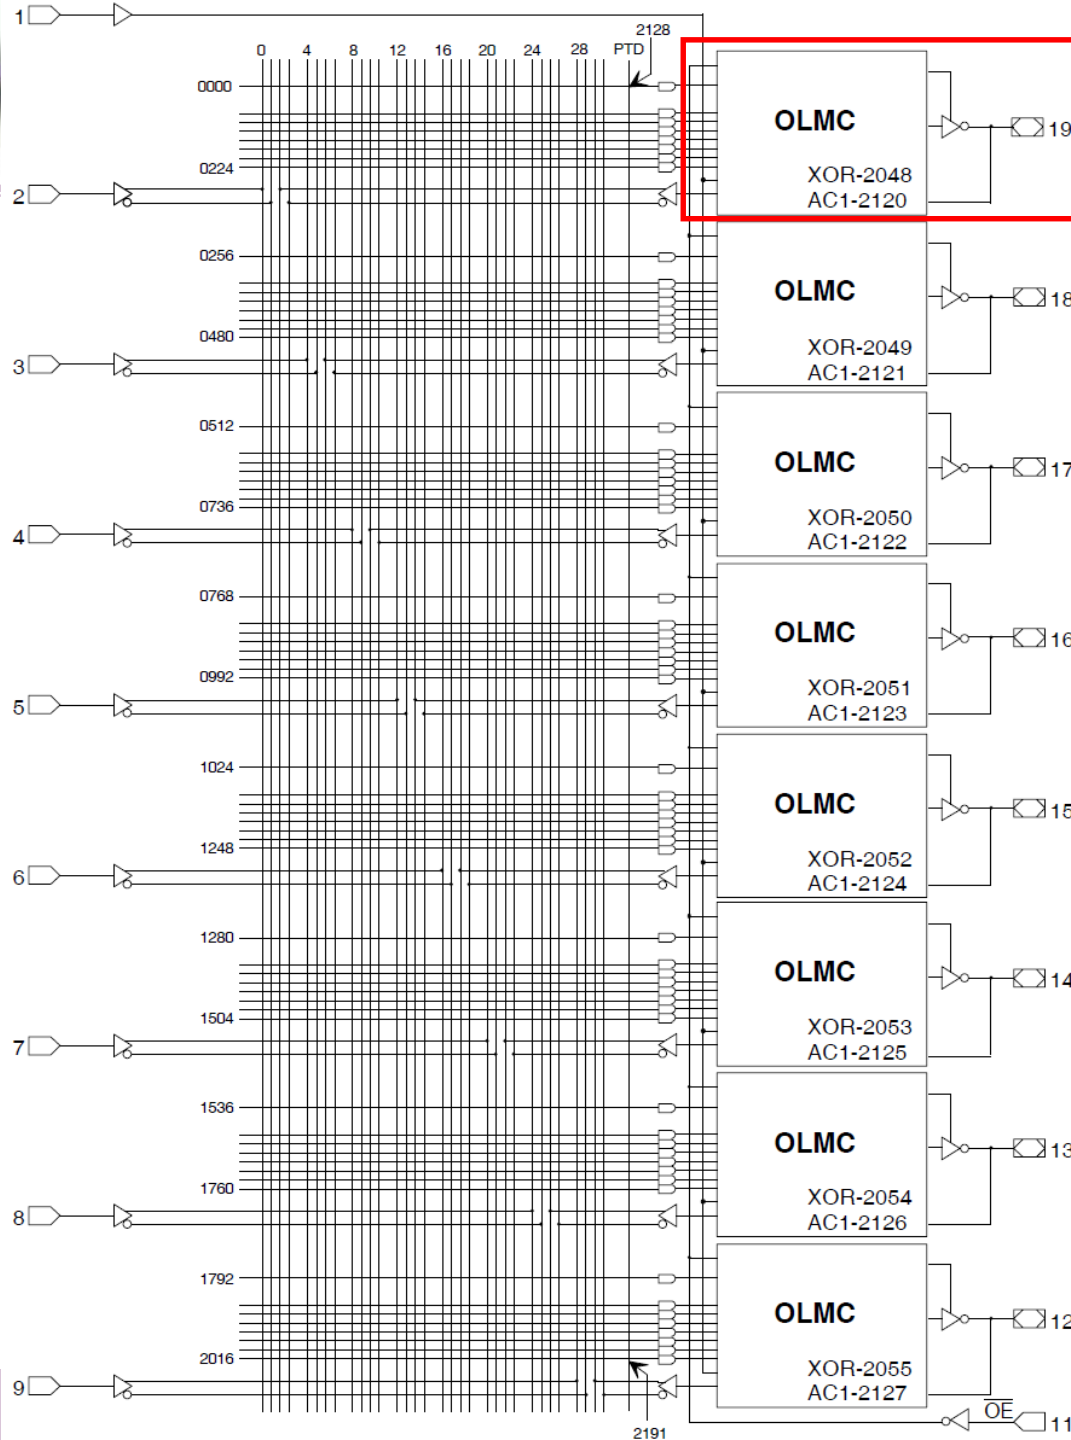 1
2128
0 4 8 12 16 20 24 28 PTD
0000
OLMC
19
0224
XOR-2048
2
AC1-2120
0256
OLMC
18
0480
XOR-2049
3
AC1-2121
0512
OLMC
17
0736
XOR-2050
4
AC1-2122
0768
OLMC
16
0992
XOR-2051
5
AC1-2123
1024
OLMC
15
1248
XOR-2052
6
AC1-2124
1280
OLMC
14
1504
XOR-2053
7
AC1-2125
1536
OLMC
13
1760
XOR-2054
8
AC1-2126
1792
OLMC
12
2016
XOR-2055
9
AC1-2127
OE
11
2191